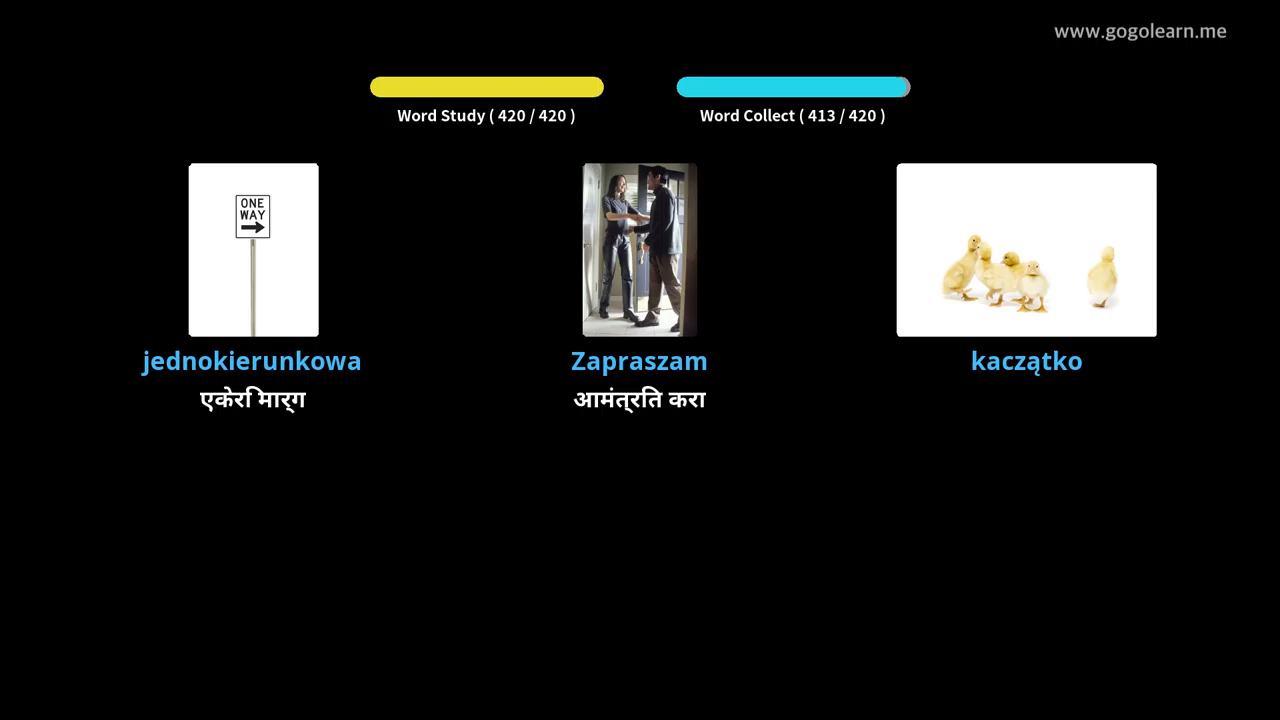 www.gogolearn.me
Word Study ( 420 / 420 )
Word Collect ( 413 / 420 )
ONE
WAY
jednokierunkowa
Zapraszam
kaczątko
एकेरी मार्ग
आमंत्रित करा